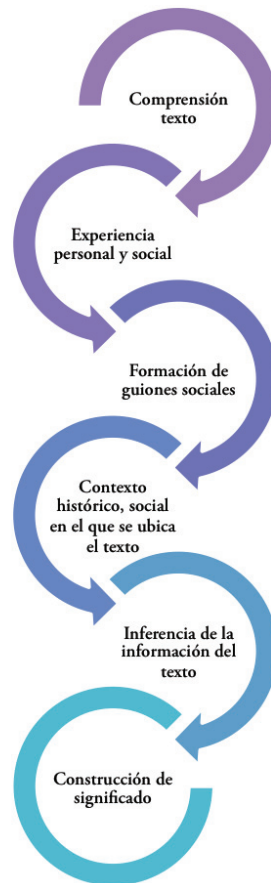 Comprensión
texto
Experiencia
personal y social
Formación de
guiones sociales
Contexto
histórico, social
en el que se ubica
el texto
Inferencia de la
información del
texto
Construcción de
significado